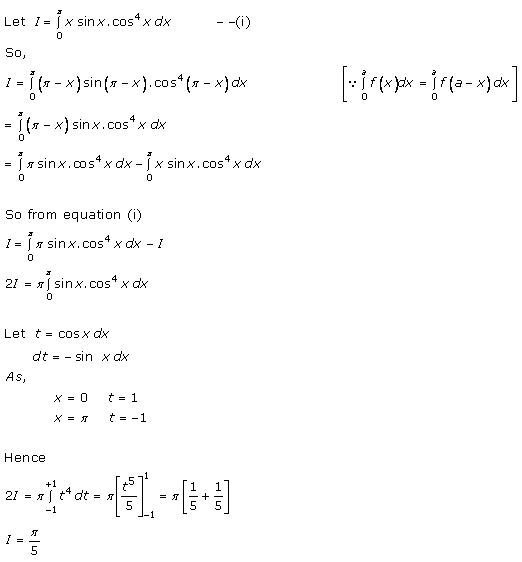 Let I = ∫₀^π x sin x . cos⁴ x dx – –(i)
So,
I = ∫₀^π (π – x) sin(π – x) . cos⁴ (π – x) dx [∵ ∫₀^a f(x)dx = ∫₀^a f(a – x) dx]
= ∫₀^π (π – x) sin x . cos⁴ x dx
= ∫₀^π π sin x . cos⁴ x dx – ∫₀^π x sin x . cos⁴ x dx
So from equation (i)
I = ∫₀^π π sin x . cos⁴ x dx – I
2I = π ∫₀^π sin x . cos⁴ x dx
Let t = cos x dx
dt = – sin x dx
As,
x = 0 t = 1
x = π t = –1
Hence
2I = π ∫₋₁^+1 t⁴ dt = π [t⁵/5]₋₁^1 = π [1/5 + 1/5]
I = π/5